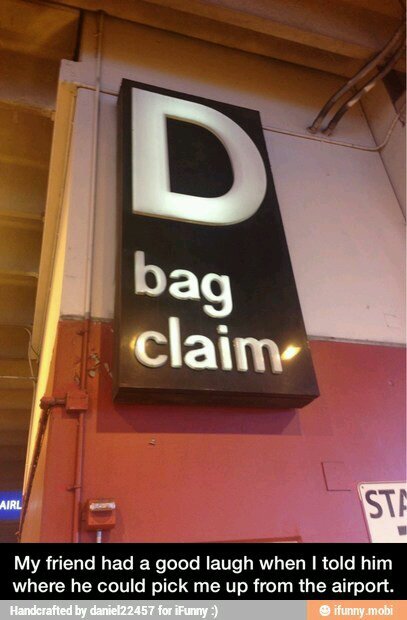 D
bag
claim
AIRL
STA
My friend had a good laugh when I told him
where he could pick me up from the airport.
Handcrafted by daniel22457 for iFunny :)
ifunny.mobi